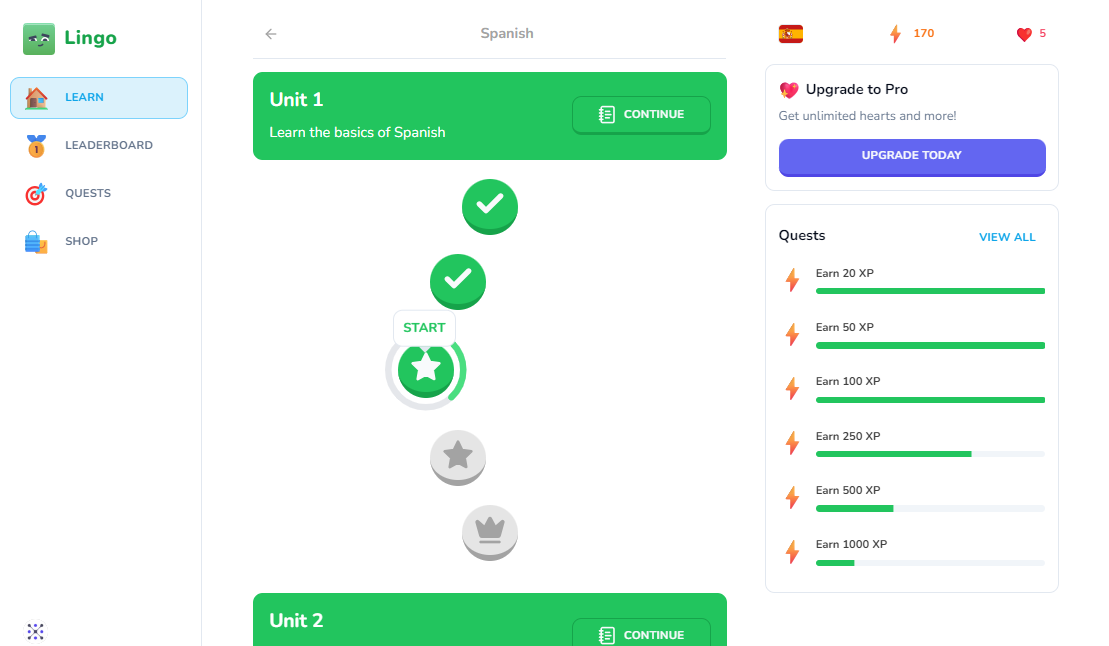 Lingo
LEARN
LEADERBOARD
QUESTS
SHOP
Spanish
Unit 1
Learn the basics of Spanish
CONTINUE
START
Unit 2
CONTINUE
170
5
Upgrade to Pro
Get unlimited hearts and more!
UPGRADE TODAY
Quests
VIEW ALL
Earn 20 XP
Earn 50 XP
Earn 100 XP
Earn 250 XP
Earn 500 XP
Earn 1000 XP